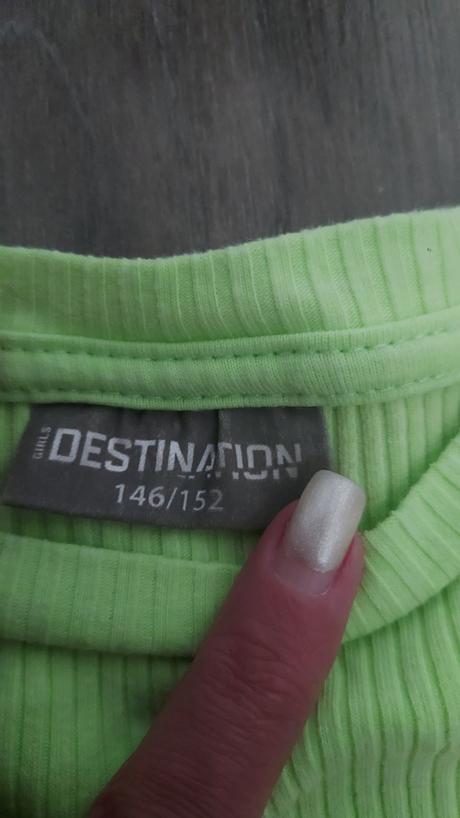 GIRLS
DESTINATION
146/152